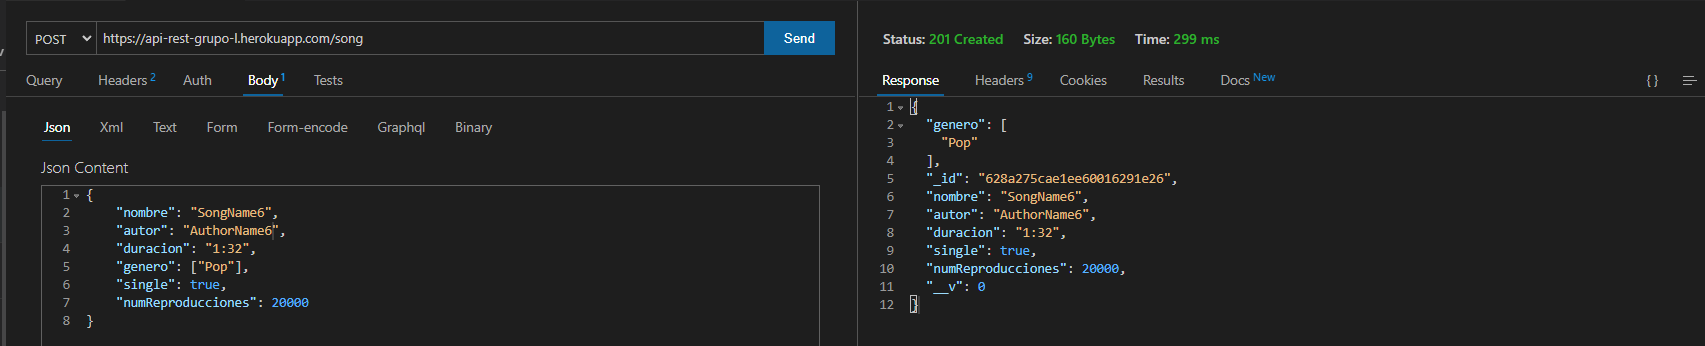 POST https://api-rest-grupo-l.herokuapp.com/song Send
Query Headers 2 Auth Body 1 Tests
Json Xml Text Form Form-encode Graphql Binary
Json Content
1 {
2 "nombre": "SongName6",
3 "autor": "AuthorName6",
4 "duracion": "1:32",
5 "genero": ["Pop"],
6 "single": true,
7 "numReproducciones": 20000
8 }
Status: 201 Created Size: 160 Bytes Time: 299 ms
Response Headers 9 Cookies Results Docs New { }
1 {
2 "genero": [
3 "Pop"
4 ],
5 "_id": "628a275cae1ee60016291e26",
6 "nombre": "SongName6",
7 "autor": "AuthorName6",
8 "duracion": "1:32",
9 "single": true,
10 "numReproducciones": 20000,
11 "__v": 0
12 }